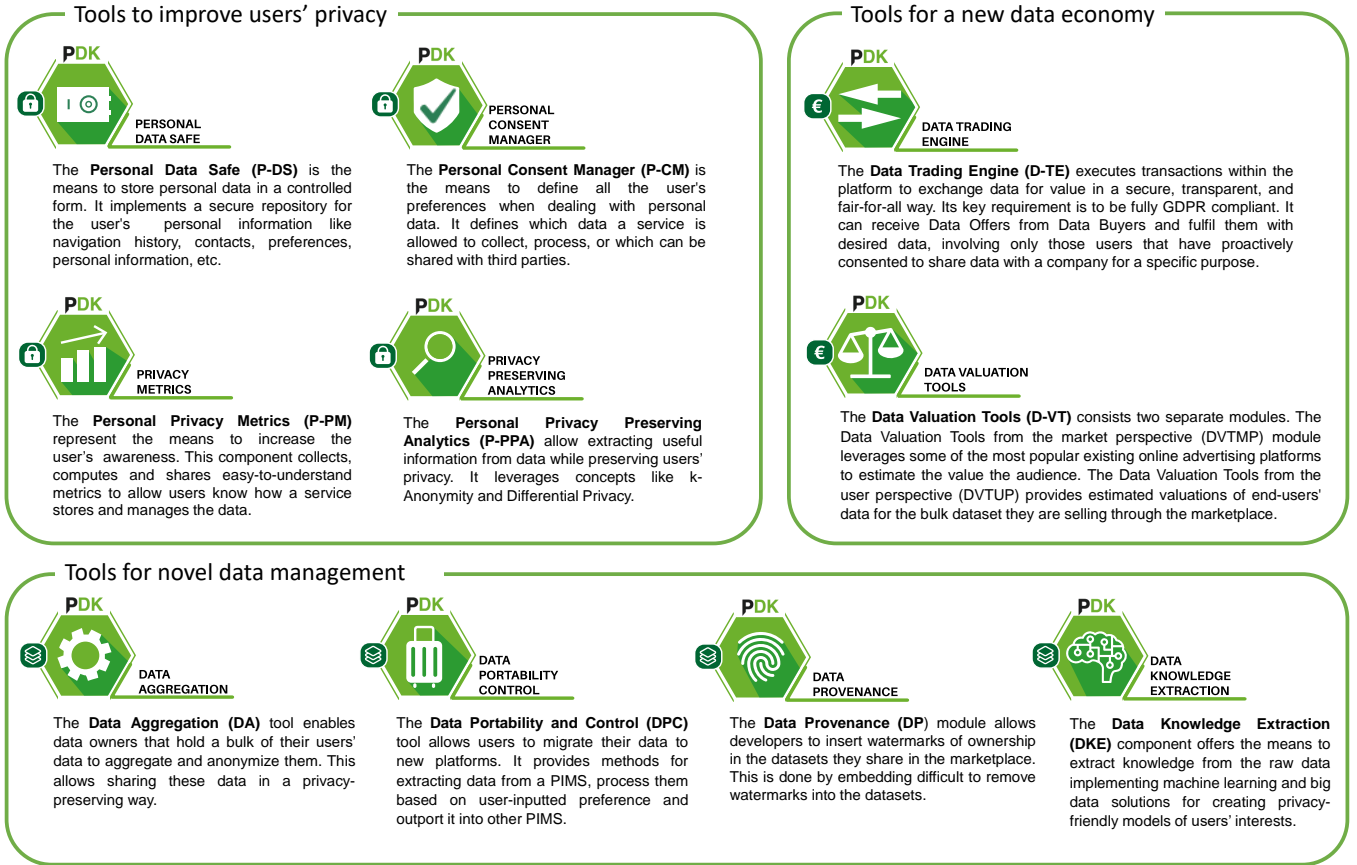 Tools to improve users' privacy
PDK
PERSONAL
DATA SAFE
The Personal Data Safe (P-DS) is the
means to store personal data in a controlled
form. It implements a secure repository for
the user's personal information like
navigation history, contacts, preferences,
personal information, etc.
PDK
PERSONAL
CONSENT
MANAGER
The Personal Consent Manager (P-CM) is
the means to define all the user's
preferences when dealing with personal
data. It defines which data a service is
allowed to collect, process, or which can be
shared with third parties.
PDK
PRIVACY
METRICS
The Personal Privacy Metrics (P-PM)
represent the means to increase the
user's awareness. This component collects,
computes and shares easy-to-understand
metrics to allow users know how a service
stores and manages the data.
PDK
PRIVACY
PRESERVING
ANALYTICS
The Personal Privacy Preserving
Analytics (P-PPA) allow extracting useful
information from data while preserving users'
privacy. It leverages concepts like k-
Anonymity and Differential Privacy.
Tools for a new data economy
PDK
€
DATA TRADING
ENGINE
The Data Trading Engine (D-TE) executes transactions within the
platform to exchange data for value in a secure, transparent, and
fair-for-all way. Its key requirement is to be fully GDPR compliant. It
can receive Data Offers from Data Buyers and fulfil them with
desired data, involving only those users that have proactively
consented to share data with a company for a specific purpose.
PDK
€
DATA VALUATION
TOOLS
The Data Valuation Tools (D-VT) consists two separate modules. The
Data Valuation Tools from the market perspective (DVTMP) module
leverages some of the most popular existing online advertising platforms
to estimate the value the audience. The Data Valuation Tools from the
user perspective (DVTUP) provides estimated valuations of end-users'
data for the bulk dataset they are selling through the marketplace.
Tools for novel data management
PDK
DATA
AGGREGATION
The Data Aggregation (DA) tool enables
data owners that hold a bulk of their users'
data to aggregate and anonymize them. This
allows sharing these data in a privacy-
preserving way.
PDK
DATA
PORTABILITY
CONTROL
The Data Portability and Control (DPC)
tool allows users to migrate their data to
new platforms. It provides methods for
extracting data from a PIMS, process them
based on user-inputted preference and
outport it into other PIMS.
PDK
DATA
PROVENANCE
The Data Provenance (DP) module allows
developers to insert watermarks of ownership
in the datasets they share in the marketplace.
This is done by embedding difficult to remove
watermarks into the datasets.
PDK
DATA
KNOWLEDGE
EXTRACTION
The Data Knowledge Extraction
(DKE) component offers the means to
extract knowledge from the raw data
implementing machine learning and big
data solutions for creating privacy-
friendly models of users' interests.